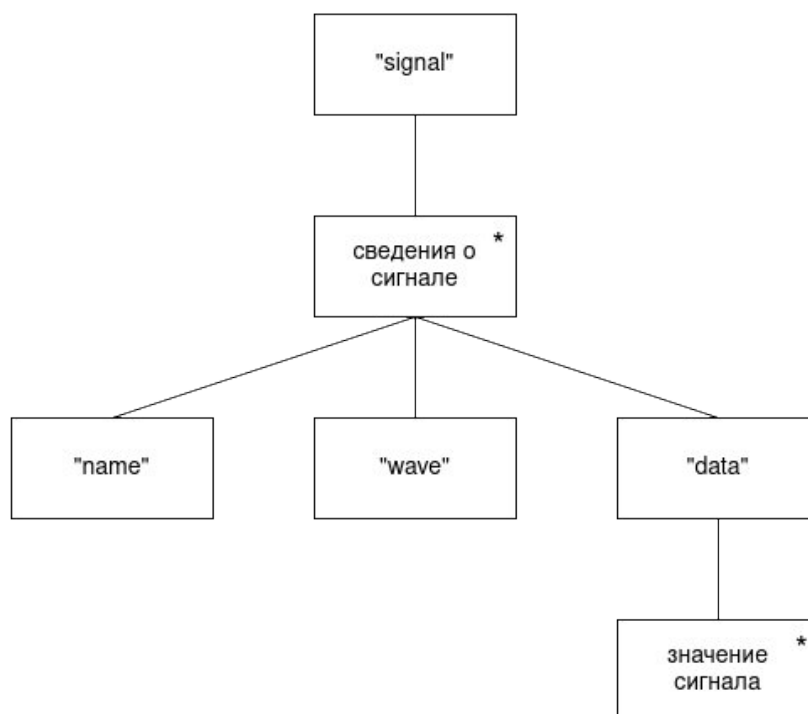 "signal"
сведения о *
сигнале
"name" "wave" "data"
значение *
сигнала